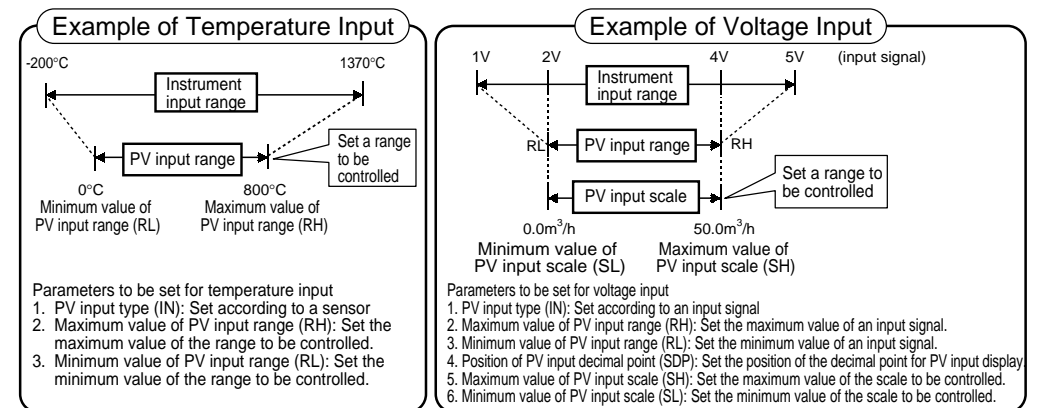 Example of Temperature Input
-200°C 1370°C
Instrument
input range
PV input range
Set a range
to be
controlled
0°C 800°C
Minimum value of Maximum value of
PV input range (RL) PV input range (RH)
Parameters to be set for temperature input
1. PV input type (IN): Set according to a sensor
2. Maximum value of PV input range (RH): Set the
maximum value of the range to be controlled.
3. Minimum value of PV input range (RL): Set the
minimum value of the range to be controlled.
Example of Voltage Input
1V 2V 4V 5V (input signal)
Instrument
input range
RL PV input range RH
PV input scale
Set a range to
be controlled
0.0m³/h 50.0m³/h
Minimum value of Maximum value of
PV input scale (SL) PV input scale (SH)
Parameters to be set for voltage input
1. PV input type (IN): Set according to an input signal
2. Maximum value of PV input range (RH): Set the maximum value of an input signal.
3. Minimum value of PV input range (RL): Set the minimum value of an input signal.
4. Position of PV input decimal point (SDP): Set the position of the decimal point for PV input display.
5. Maximum value of PV input scale (SH): Set the maximum value of the scale to be controlled.
6. Minimum value of PV input scale (SL): Set the minimum value of the scale to be controlled.